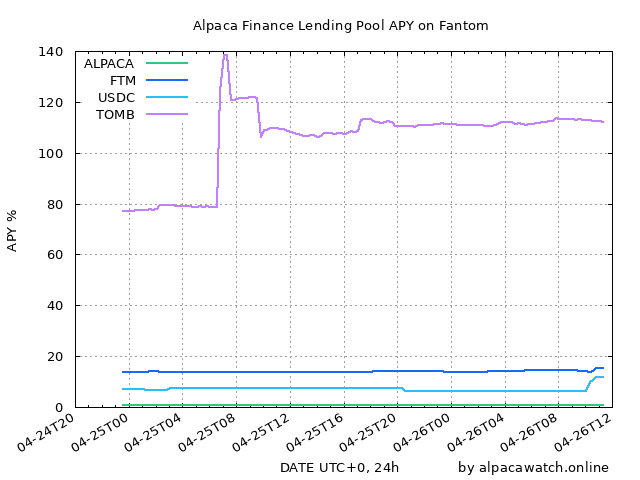 Alpaca Finance Lending Pool APY on Fantom
140
120
100
80
60
40
20
0
APY %
ALPACA
FTM
USDC
TOMB
04-24T20
04-25T00
04-25T04
04-25T08
04-25T12
04-25T16
04-25T20
04-26T00
04-26T04
04-26T08
04-26T12
DATE UTC+0, 24h
by alpacawatch.online